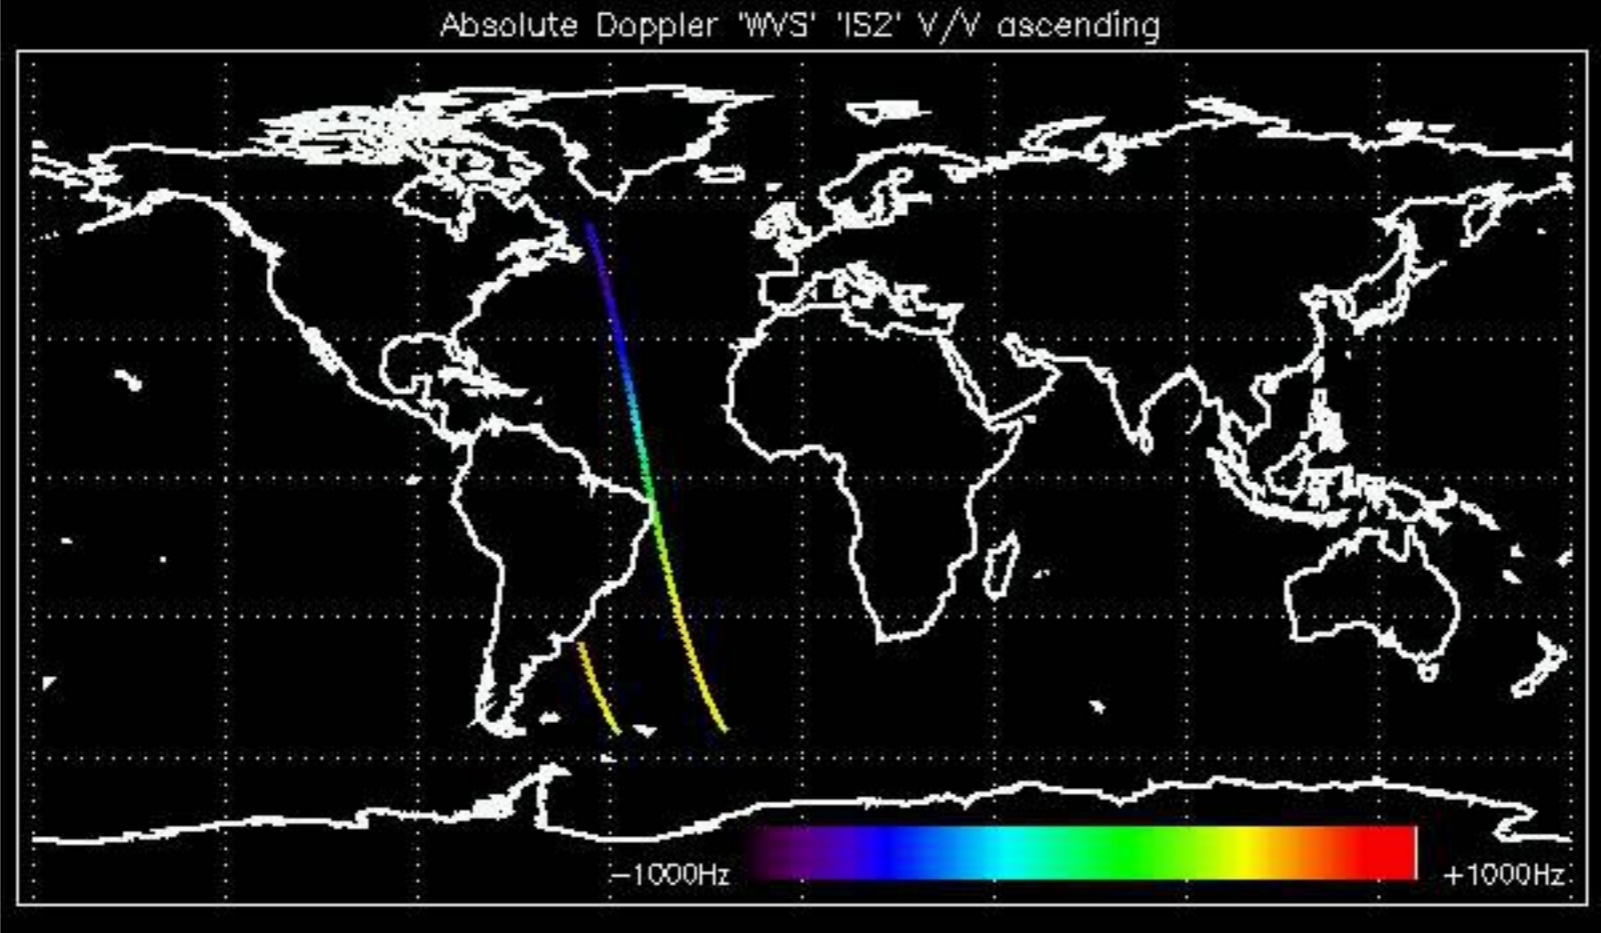 Absolute Doppler 'WVS' 'IS2' V/V ascending
-1000Hz +1000Hz